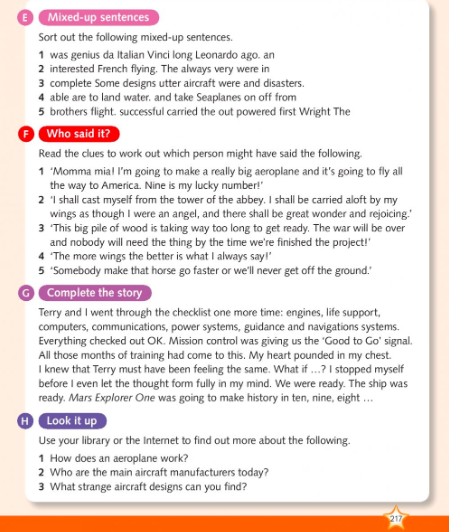 E Mixed-up sentences
Sort out the following mixed-up sentences.
1 was genius da Italian Vinci long Leonardo ago. an
2 interested French flying. The always very were in
3 complete Some designs utter aircraft were and disasters.
4 able are to land water. and take Seaplanes on off from
5 brothers flight. successful carried the out powered first Wright The
F Who said it?
Read the clues to work out which person might have said the following.
1 ‘Momma mia! I’m going to make a really big aeroplane and it’s going to fly all
the way to America. Nine is my lucky number!’
2 ‘I shall cast myself from the tower of the abbey. I shall be carried aloft by my
wings as though I were an angel, and there shall be great wonder and rejoicing.’
3 ‘This big pile of wood is taking way too long to get ready. The war will be over
and nobody will need the thing by the time we’re finished the project!’
4 ‘The more wings the better is what I always say!’
5 ‘Somebody make that horse go faster or we’ll never get off the ground.’
G Complete the story
Terry and I went through the checklist one more time: engines, life support,
computers, communications, power systems, guidance and navigations systems.
Everything checked out OK. Mission control was giving us the ‘Good to Go’ signal.
All those months of training had come to this. My heart pounded in my chest.
I knew that Terry must have been feeling the same. What if …? I stopped myself
before I even let the thought form fully in my mind. We were ready. The ship was
ready. Mars Explorer One was going to make history in ten, nine, eight …
H Look it up
Use your library or the Internet to find out more about the following.
1 How does an aeroplane work?
2 Who are the main aircraft manufacturers today?
3 What strange aircraft designs can you find?
217